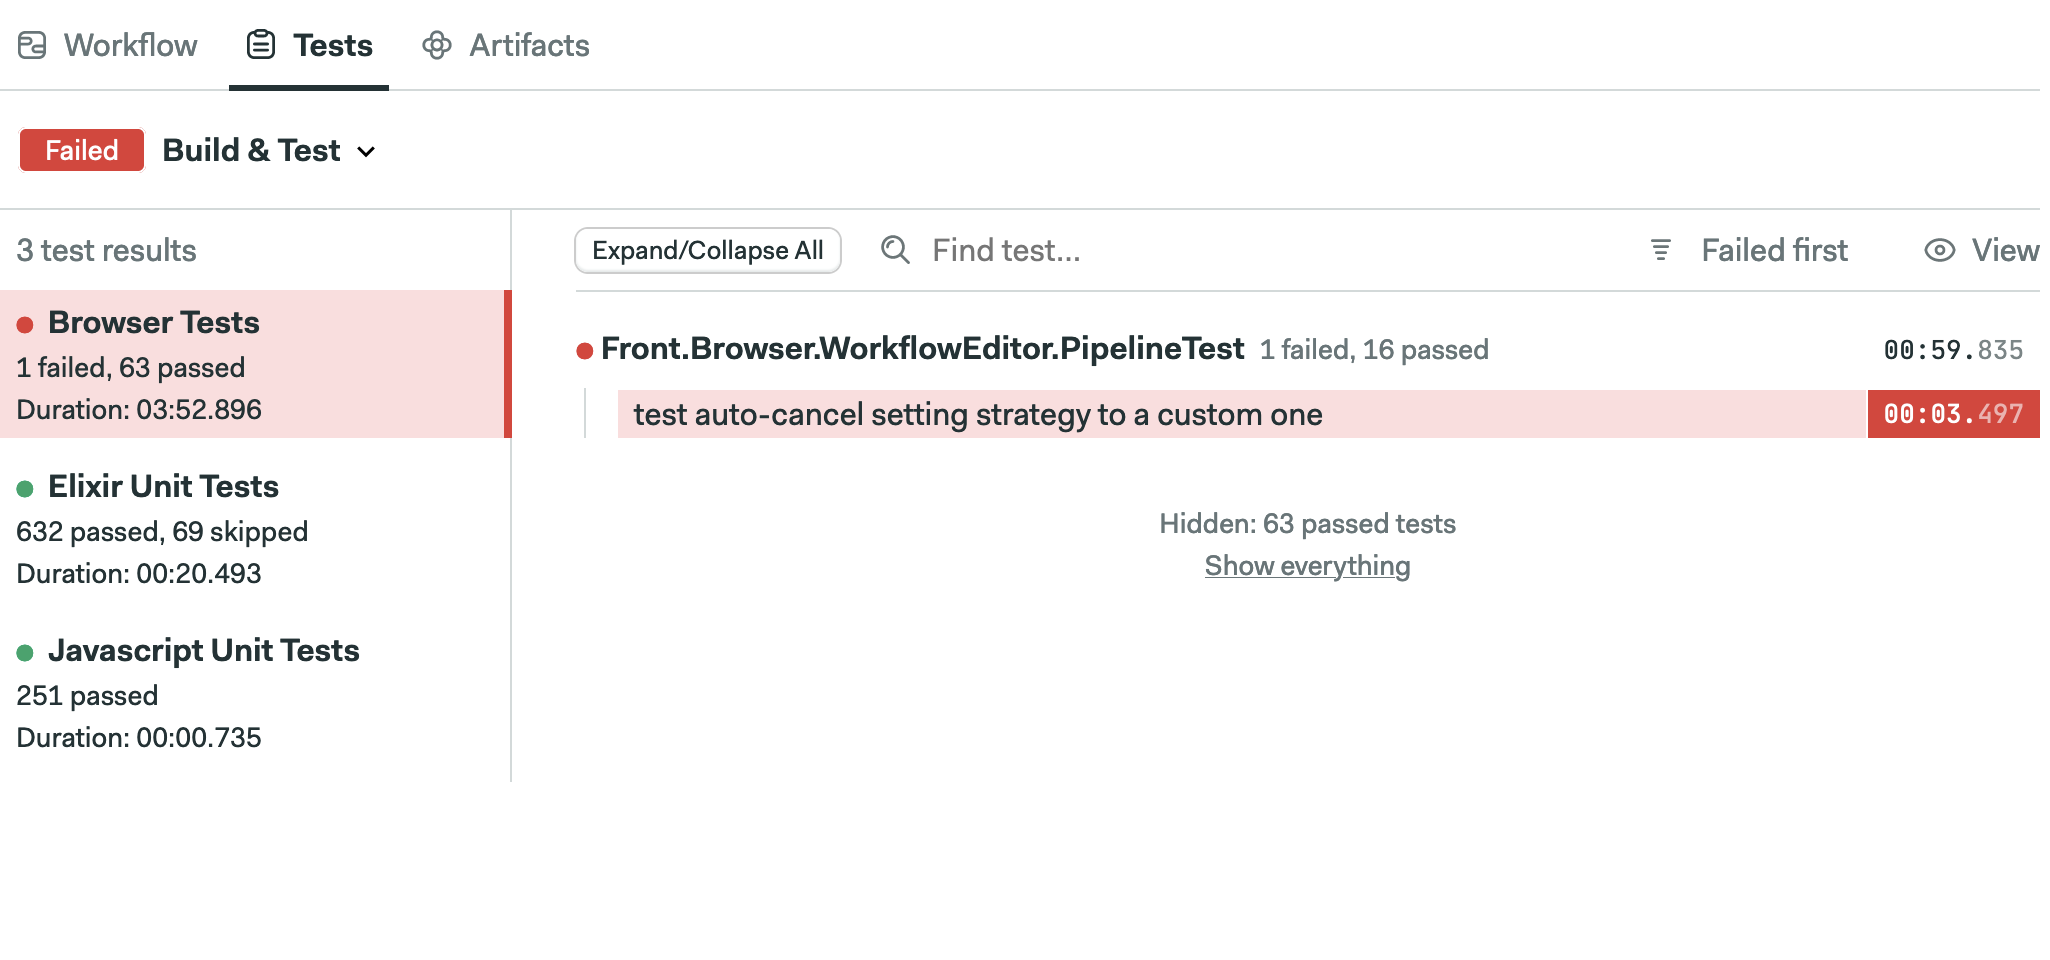 Workflow Tests Artifacts
Failed Build & Test
3 test results
Browser Tests
1 failed, 63 passed
Duration: 03:52.896
Elixir Unit Tests
632 passed, 69 skipped
Duration: 00:20.493
Javascript Unit Tests
251 passed
Duration: 00:00.735
Expand/Collapse All Find test... Failed first View
Front.Browser.WorkflowEditor.PipelineTest 1 failed, 16 passed 00:59.835
test auto-cancel setting strategy to a custom one 00:03.497
Hidden: 63 passed tests
Show everything